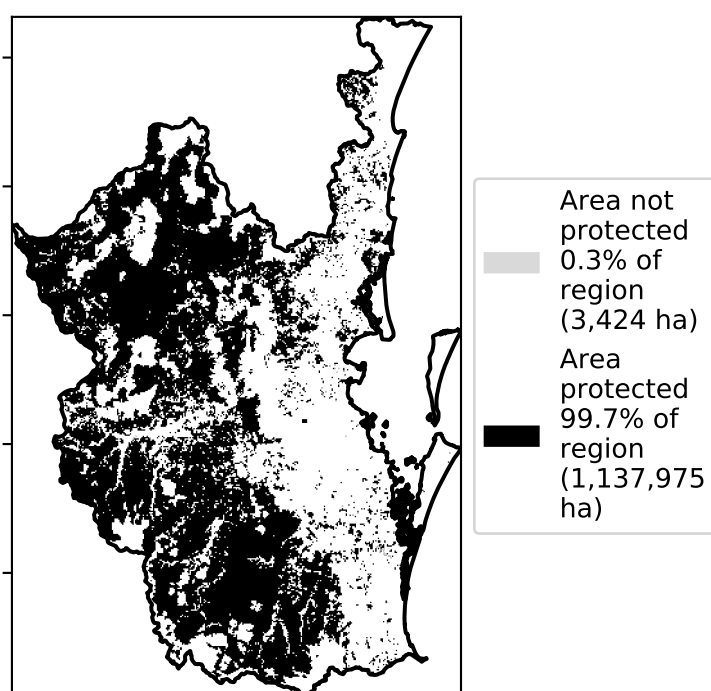 Area not
protected
0.3% of
region
(3,424 ha)
Area
protected
99.7% of
region
(1,137,975
ha)